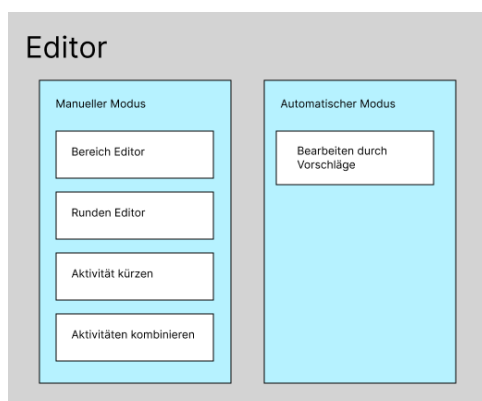 Editor
Manueller Modus
Bereich Editor
Runden Editor
Aktivität kürzen
Aktivitäten kombinieren
Automatischer Modus
Bearbeiten durch
Vorschläge